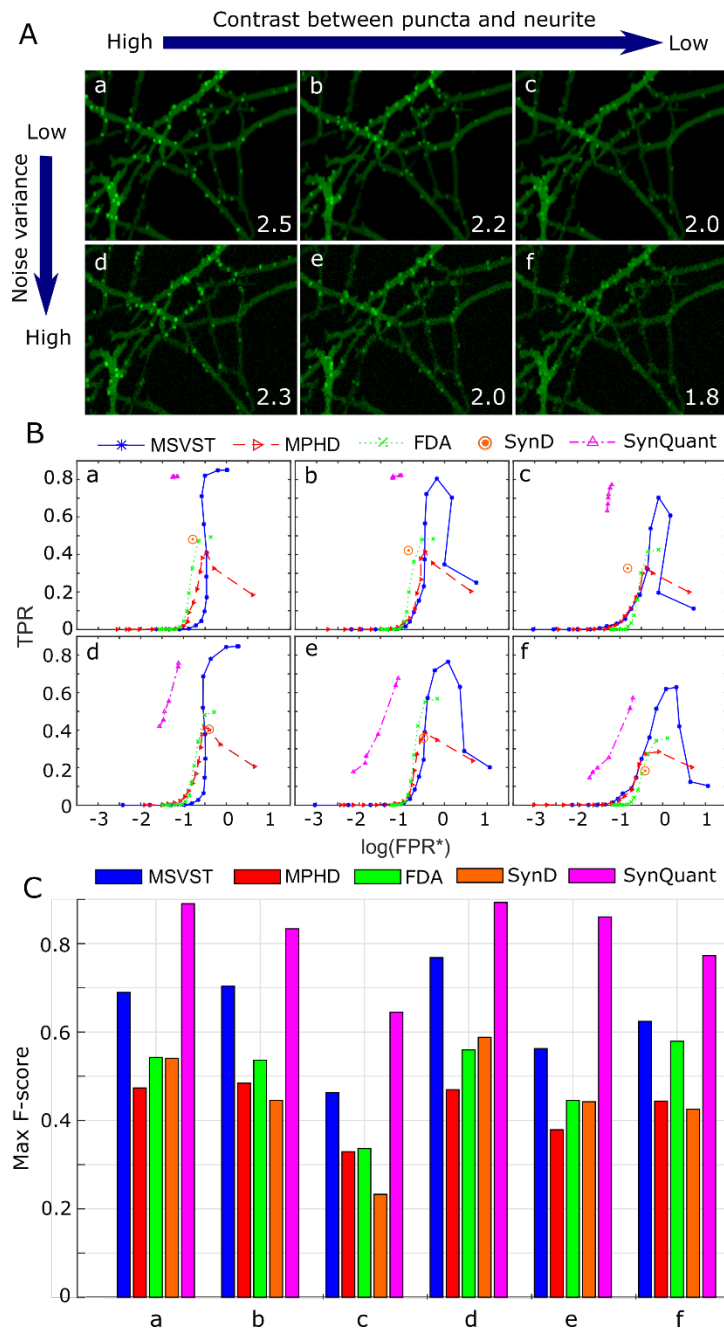 A
Contrast between puncta and neurite
High
Low
a
b
c
Low
2.5
2.2
2.0
Noise variance
d
e
f
High
2.3
2.0
1.8
B
MSVST MPHD FDA SynD SynQuant
a
b
c
0.8
0.6
0.4
0.2
0
TPR
d
e
f
0.8
0.6
0.4
0.2
0
-3 -2 -1 0 1 -3 -2 -1 0 1 -3 -2 -1 0 1
log(FPR*)
C
MSVST MPHD FDA SynD SynQuant
0.8
0.6
0.4
0.2
0
Max F-score
a b c d e f